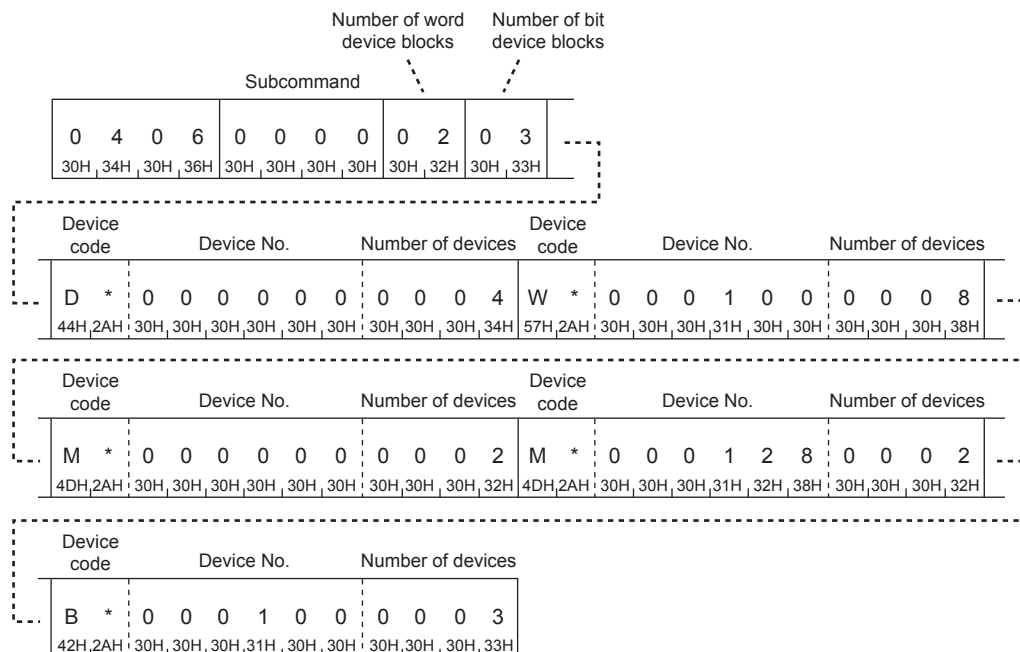 Number of word Number of bit
device blocks device blocks
Subcommand
0 4 0 6 0 0 0 0 0 2 0 3
30H 34H 30H 36H 30H 30H 30H 30H 30H 32H 30H 33H
Device Device
code Device No. Number of devices code Device No. Number of devices
D * 0 0 0 0 0 0 0 0 0 4 W * 0 0 0 1 0 0 0 0 0 8
44H 2AH 30H 30H 30H 30H 30H 30H 30H 30H 30H 34H 57H 2AH 30H 30H 30H 31H 30H 30H 30H 30H 30H 38H
Device Device
code Device No. Number of devices code Device No. Number of devices
M * 0 0 0 0 0 0 0 0 0 2 M * 0 0 0 1 2 8 0 0 0 2
4DH 2AH 30H 30H 30H 30H 30H 30H 30H 30H 30H 32H 4DH 2AH 30H 30H 30H 31H 32H 38H 30H 30H 30H 32H
Device
code Device No. Number of devices
B * 0 0 0 1 0 0 0 0 0 3
42H 2AH 30H 30H 30H 31H 30H 30H 30H 30H 30H 33H